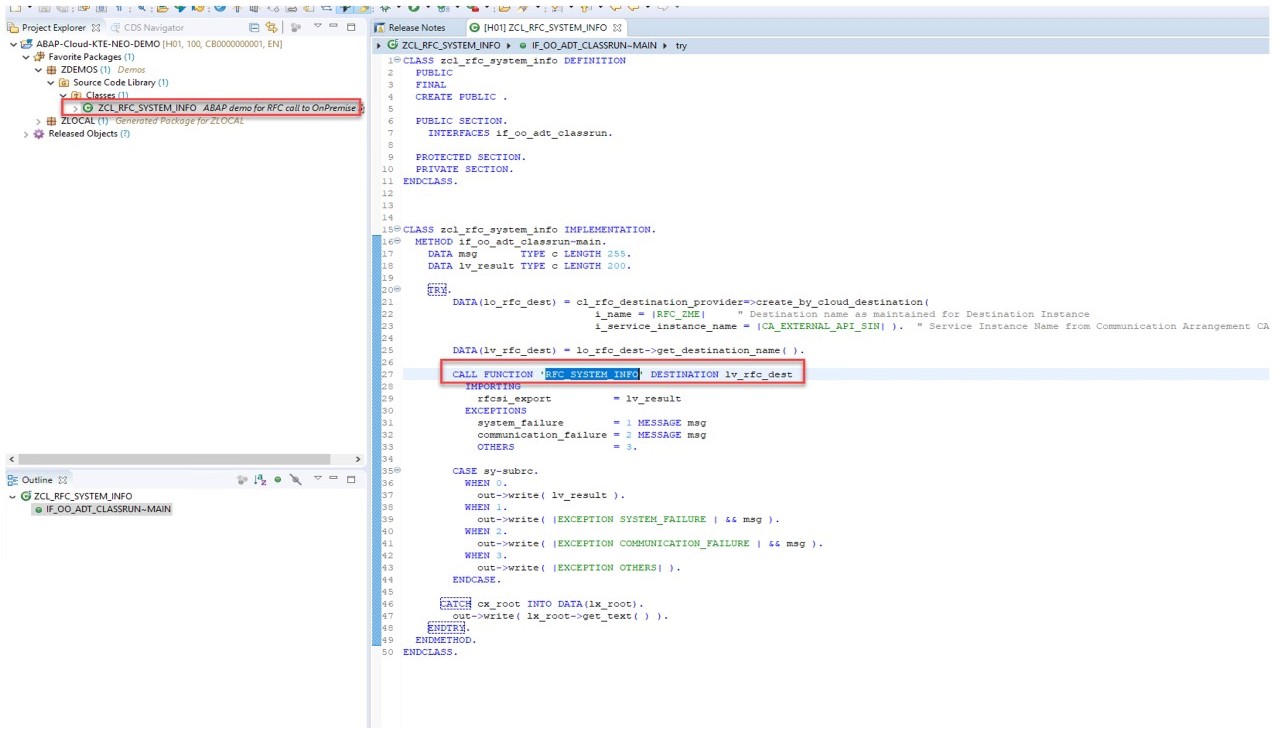 Project Explorer
CDS Navigator
ABAP-Cloud-KTE-NEO-DEMO [H01, 100, CB0000000001, EN]
Favorite Packages (1)
ZDEMOS (1) Demos
Source Code Library (1)
Classes (1)
ZCL_RFC_SYSTEM_INFO ABAP demo for RFC call to OnPremise
ZLOCAL (1) Generated Package for ZLOCAL
Released Objects (?)
Outline
ZCL_RFC_SYSTEM_INFO
IF_OO_ADT_CLASSRUN~MAIN
Release Notes
[H01] ZCL_RFC_SYSTEM_INFO
ZCL_RFC_SYSTEM_INFO
IF_OO_ADT_CLASSRUN~MAIN
try
1 CLASS zcl_rfc_system_info DEFINITION
2 PUBLIC
3 FINAL
4 CREATE PUBLIC .
5
6 PUBLIC SECTION.
7 INTERFACES if_oo_adt_classrun.
8
9 PROTECTED SECTION.
10 PRIVATE SECTION.
11 ENDCLASS.
12
13
14
15 CLASS zcl_rfc_system_info IMPLEMENTATION.
16 METHOD if_oo_adt_classrun~main.
17 DATA msg TYPE c LENGTH 255.
18 DATA lv_result TYPE c LENGTH 200.
19
20 TRY.
21 DATA(lo_rfc_dest) = cl_rfc_destination_provider=>create_by_cloud_destination(
22 i_name = |RFC_ZME| " Destination name as maintained for Destination Instance
23 i_service_instance_name = |CA_EXTERNAL_API_SIN| ). " Service Instance Name from Communication Arrangement CA
24
25 DATA(lv_rfc_dest) = lo_rfc_dest->get_destination_name( ).
26
27 CALL FUNCTION 'RFC_SYSTEM_INFO' DESTINATION lv_rfc_dest
28 IMPORTING
29 rfcsi_export = lv_result
30 EXCEPTIONS
31 system_failure = 1 MESSAGE msg
32 communication_failure = 2 MESSAGE msg
33 OTHERS = 3.
34
35 CASE sy-subrc.
36 WHEN 0.
37 out->write( lv_result ).
38 WHEN 1.
39 out->write( |EXCEPTION SYSTEM_FAILURE | && msg ).
40 WHEN 2.
41 out->write( |EXCEPTION COMMUNICATION_FAILURE | && msg ).
42 WHEN 3.
43 out->write( |EXCEPTION OTHERS| ).
44 ENDCASE.
45
46 CATCH cx_root INTO DATA(lx_root).
47 out->write( lx_root->get_text( ) ).
48 ENDTRY.
49 ENDMETHOD.
50 ENDCLASS.